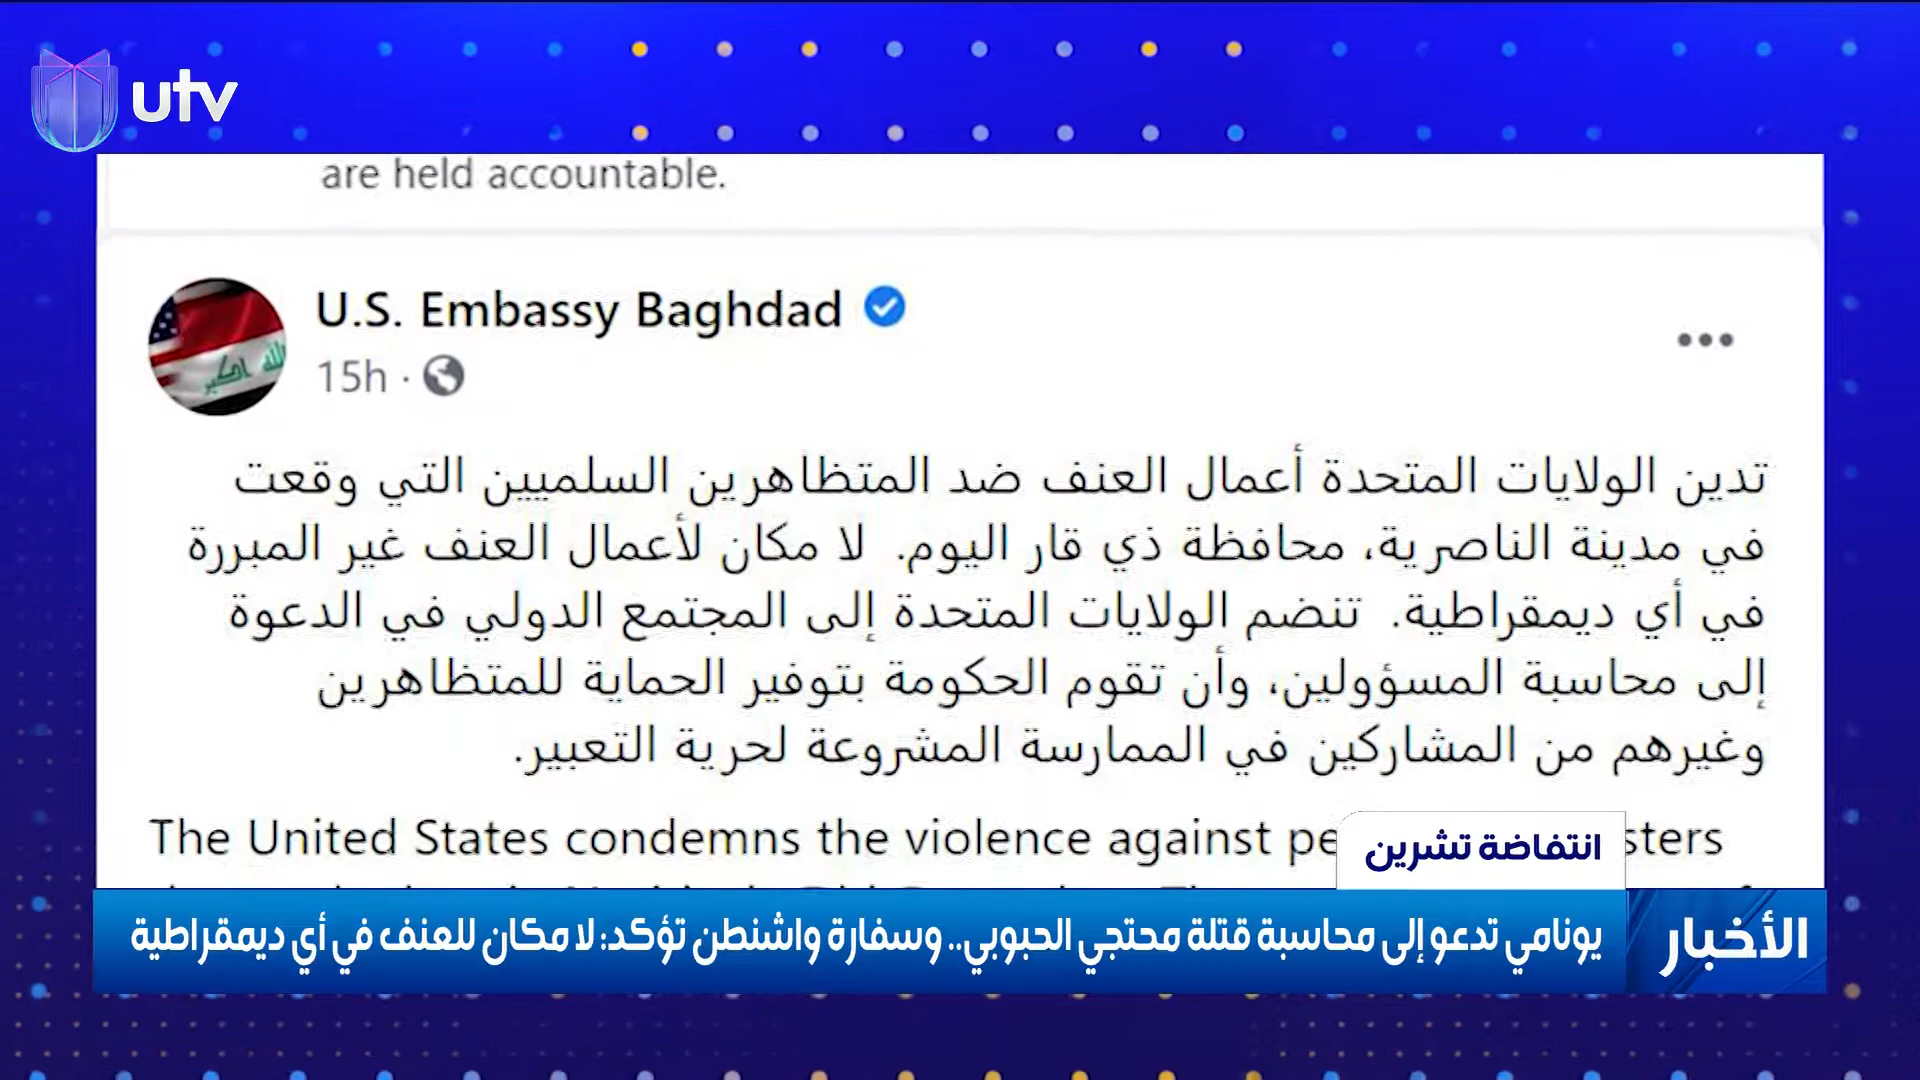 utv
are held accountable.
U.S. Embassy Baghdad
15h ·
تدين الولايات المتحدة أعمال العنف ضد المتظاهرين السلميين التي وقعت
في مدينة الناصرية، محافظة ذي قار اليوم. لا مكان لأعمال العنف غير المبررة
في أي ديمقراطية. تنضم الولايات المتحدة إلى المجتمع الدولي في الدعوة
إلى محاسبة المسؤولين، وأن تقوم الحكومة بتوفير الحماية للمتظاهرين
وغيرهم من المشاركين في الممارسة المشروعة لحرية التعبير.
The United States condemns the violence against
انتفاضة تشرين
الأخبار
يونامي تدعو إلى محاسبة قتلة محتجي الحبوبي.. وسفارة واشنطن تؤكد: لا مكان للعنف في أي ديمقراطية